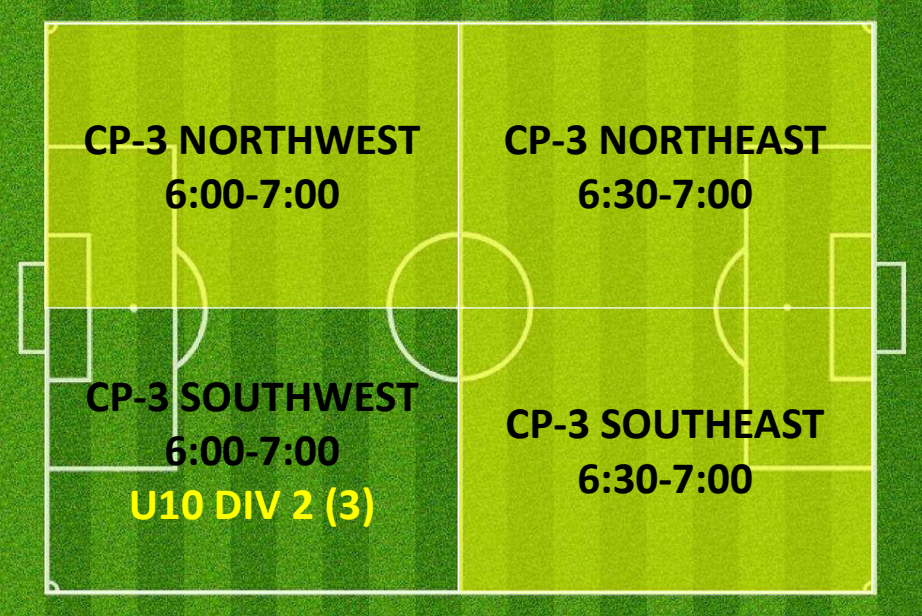 CP-3 NORTHWEST
6:00-7:00
CP-3 NORTHEAST
6:30-7:00
CP-3 SOUTHWEST
6:00-7:00
U10 DIV 2 (3)
CP-3 SOUTHEAST
6:30-7:00